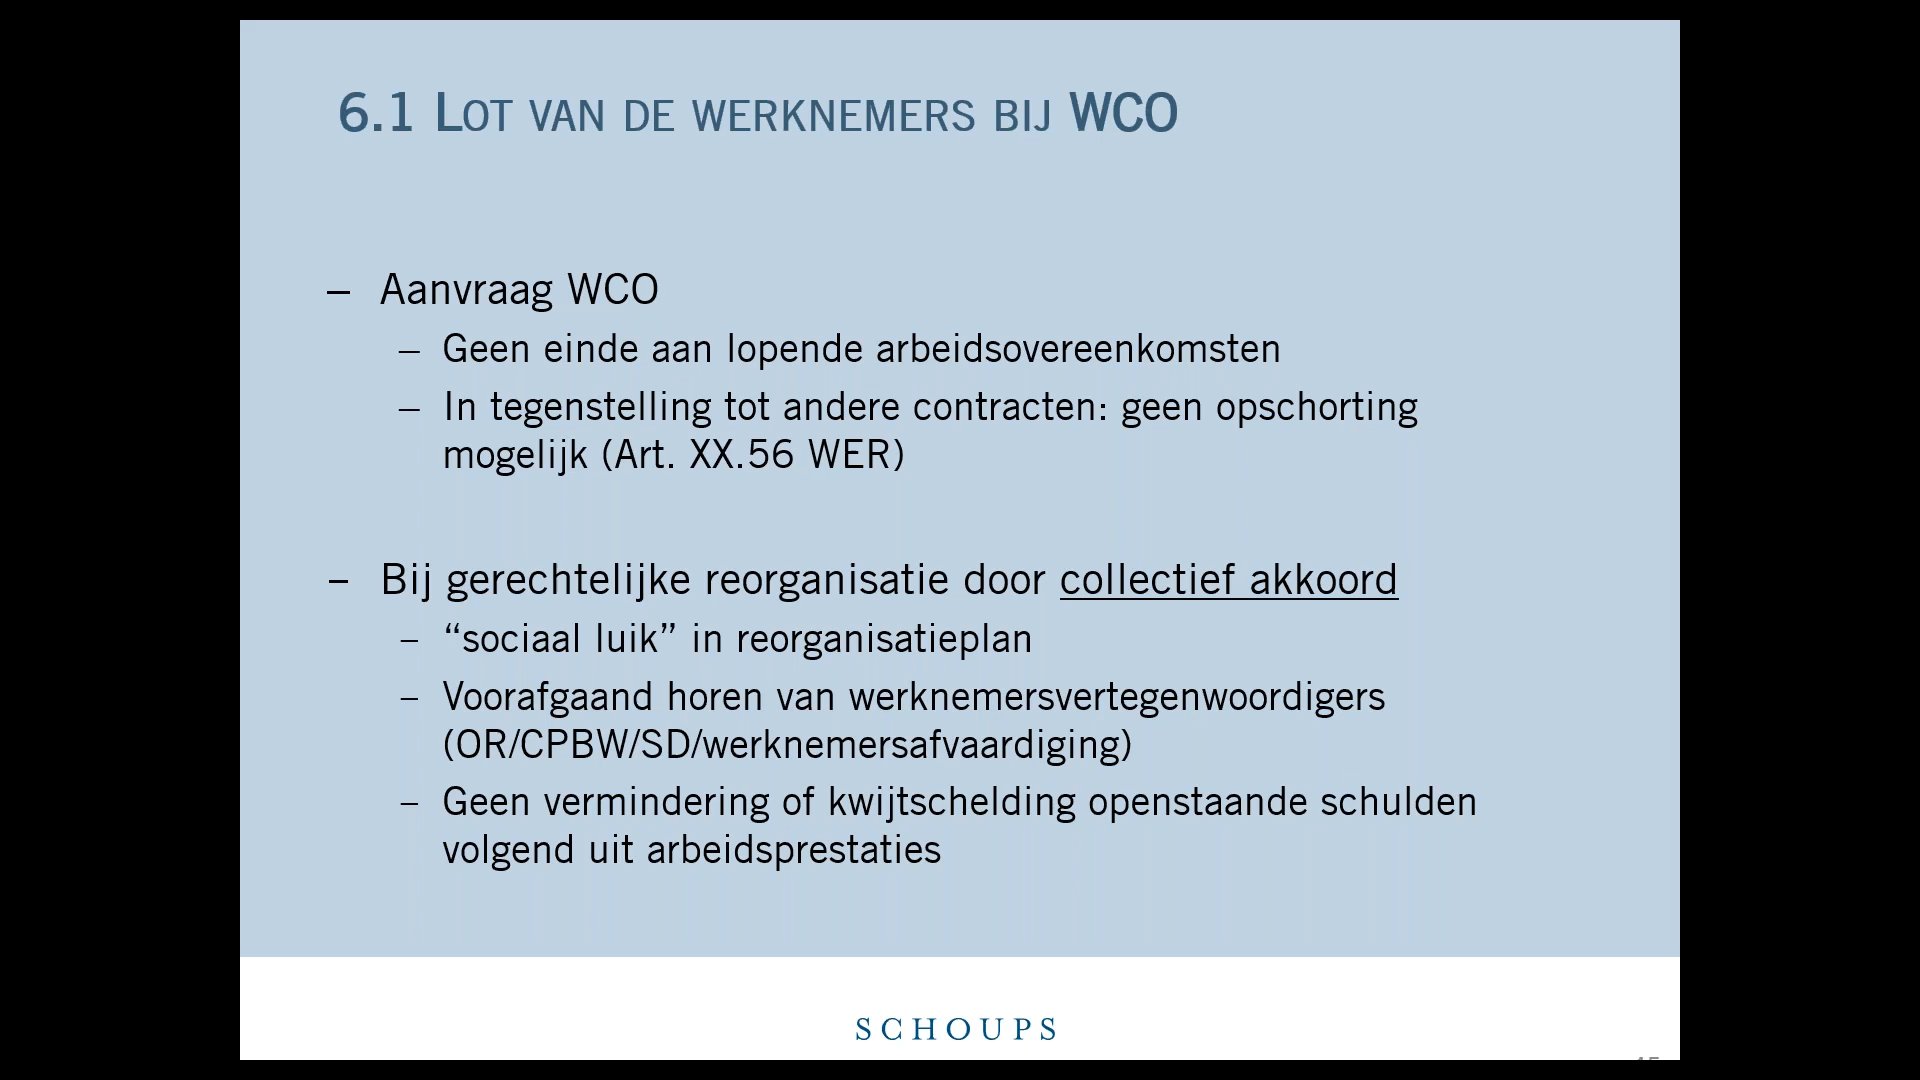 6.1 LOT VAN DE WERKNEMERS BIJ WCO
– Aanvraag WCO
– Geen einde aan lopende arbeidsovereenkomsten
– In tegenstelling tot andere contracten: geen opschorting
mogelijk (Art. XX.56 WER)
– Bij gerechtelijke reorganisatie door collectief akkoord
– “sociaal luik” in reorganisatieplan
– Voorafgaand horen van werknemersvertegenwoordigers
(OR/CPBW/SD/werknemersafvaardiging)
– Geen vermindering of kwijtschelding openstaande schulden
volgend uit arbeidsprestaties
SCHOUPS